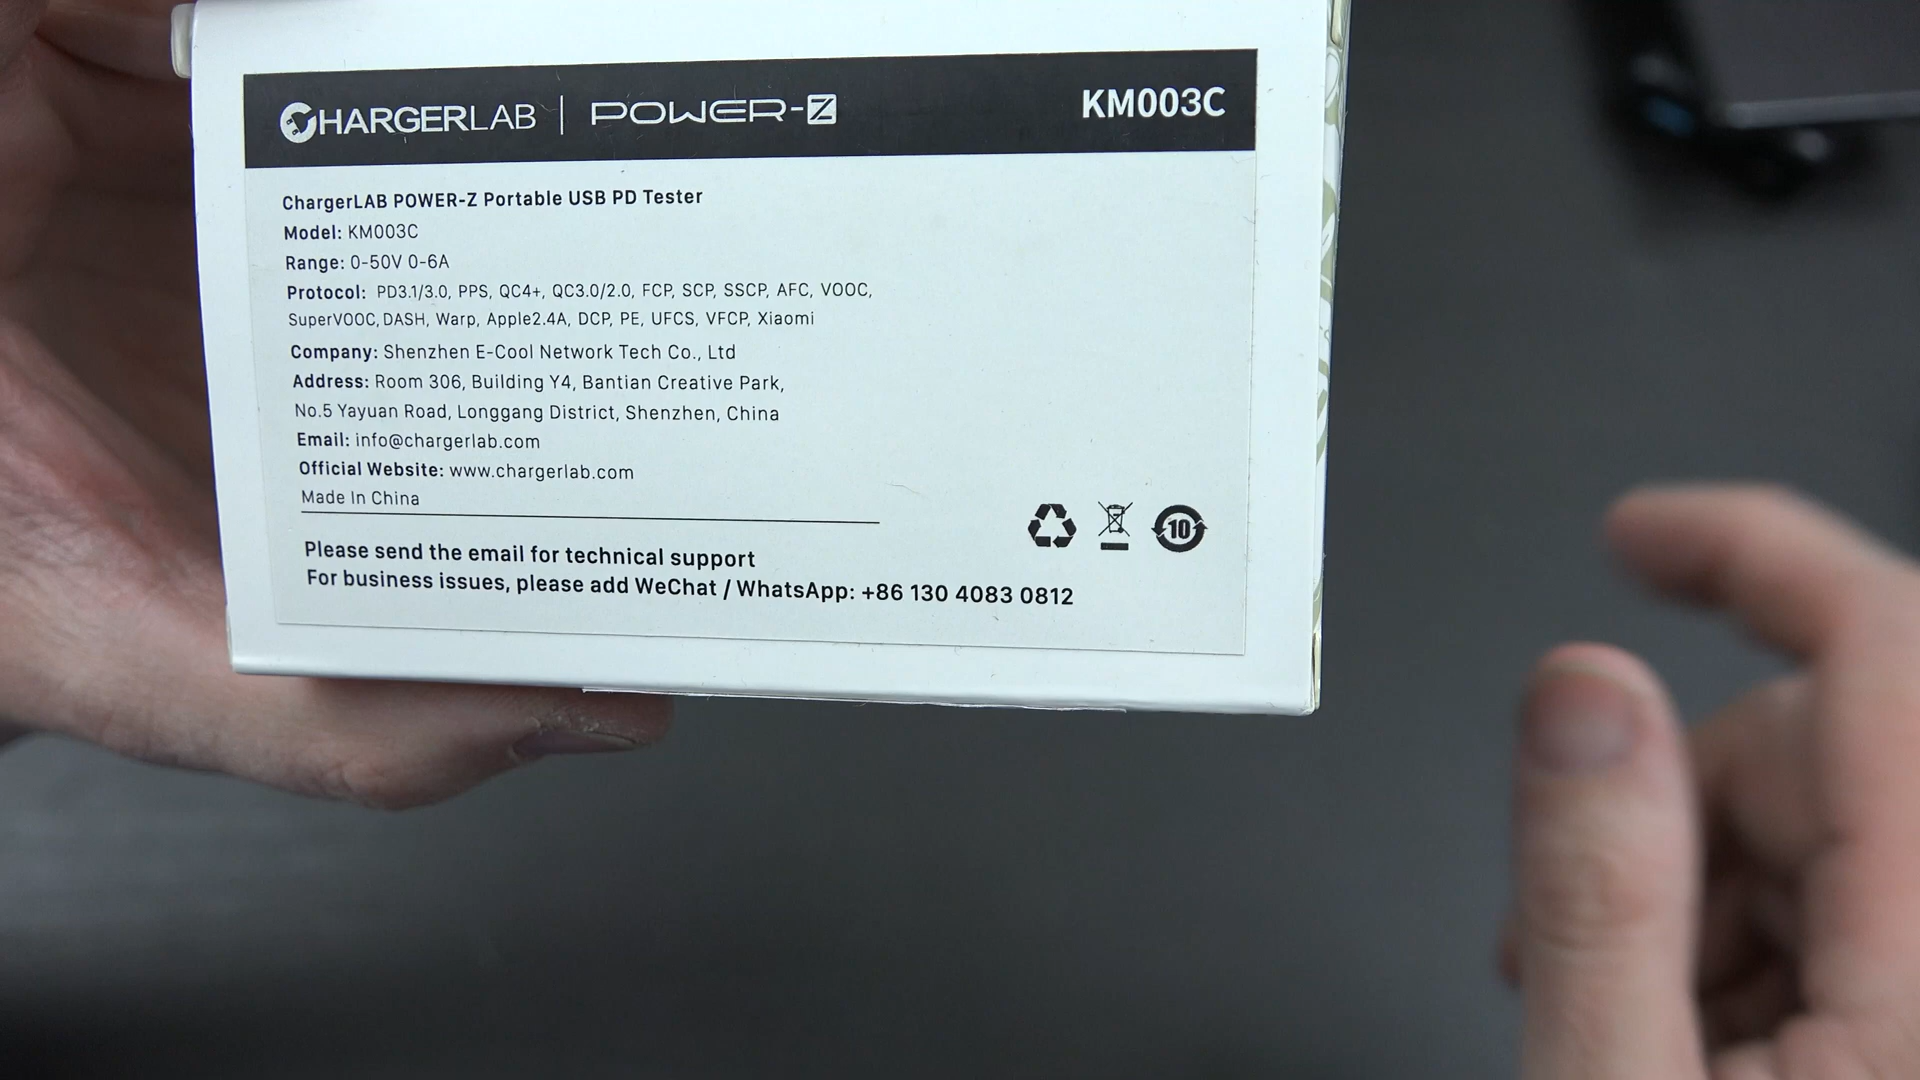 CHARGERLAB | POWER-Z KM003C
ChargerLAB POWER-Z Portable USB PD Tester
Model: KM003C
Range: 0-50V 0-6A
Protocol: PD3.1/3.0, PPS, QC4+, QC3.0/2.0, FCP, SCP, SSCP, AFC, VOOC,
SuperVOOC, DASH, Warp, Apple2.4A, DCP, PE, UFCS, VFCP, Xiaomi
Company: Shenzhen E-Cool Network Tech Co., Ltd
Address: Room 306, Building Y4, Bantian Creative Park,
No.5 Yayuan Road, Longgang District, Shenzhen, China
Email: info@chargerlab.com
Official Website: www.chargerlab.com
Made In China
10
Please send the email for technical support
For business issues, please add WeChat / WhatsApp: +86 130 4083 0812